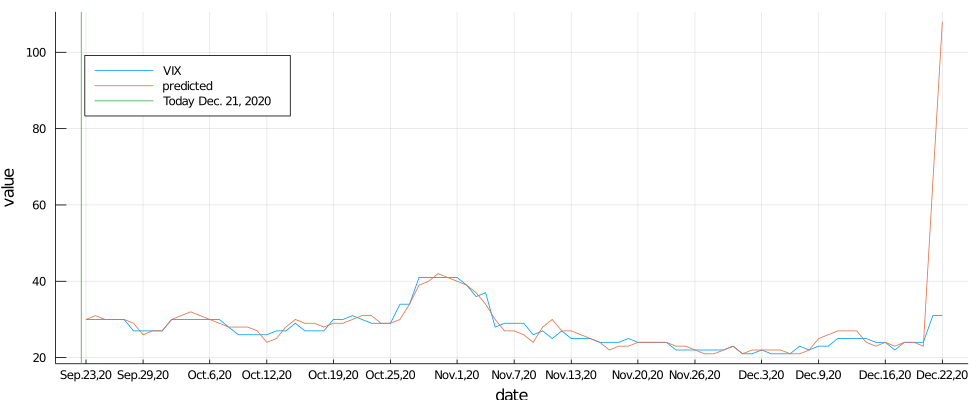 100
80
60
40
20
value
VIX
predicted
Today Dec. 21, 2020
Sep.23,20 Sep.29,20 Oct.6,20 Oct.12,20 Oct.19,20 Oct.25,20 Nov.1,20 Nov.7,20 Nov.13,20 Nov.20,20 Nov.26,20 Dec.3,20 Dec.9,20 Dec.16,20 Dec.22,20
date